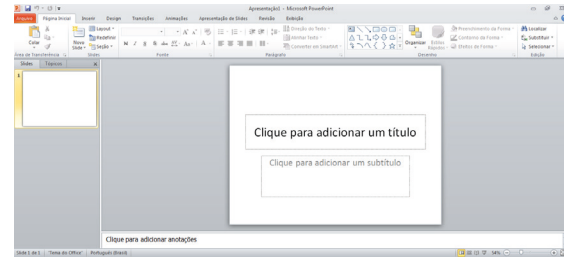 Apresentação1 - Microsoft PowerPoint
Arquivo Página Inicial Inserir Design Transições Animações Apresentação de Slides Revisão Exibição
Layout
Redefinir
Seção
Colar
Novo Slide
Direção do Texto
Alinhar Texto
Converter em SmartArt
Organizar
Estilos Rápidos
Preenchimento da Forma
Contorno da Forma
Efeitos de Forma
Localizar
Substituir
Selecionar
Área de Transferência Slides Fonte Parágrafo Desenho Edição
Slides Tópicos
1
Clique para adicionar um título
Clique para adicionar um subtítulo
Clique para adicionar anotações
Slide 1 de 1 "Tema do Office" Português (Brasil)